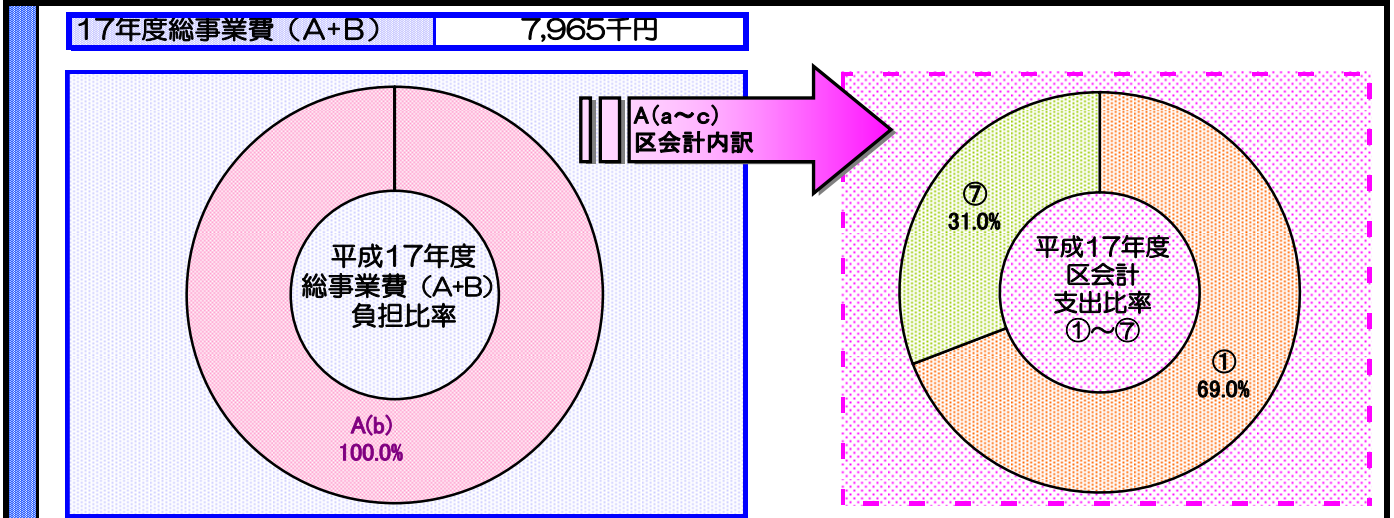 17年度総事業費（A+B）
7,965千円
A(a～c)
区会計内訳
平成17年度
総事業費（A+B）
負担比率
A(b)
100.0%
⑦
31.0%
平成17年度
区会計
支出比率
①～⑦
①
69.0%